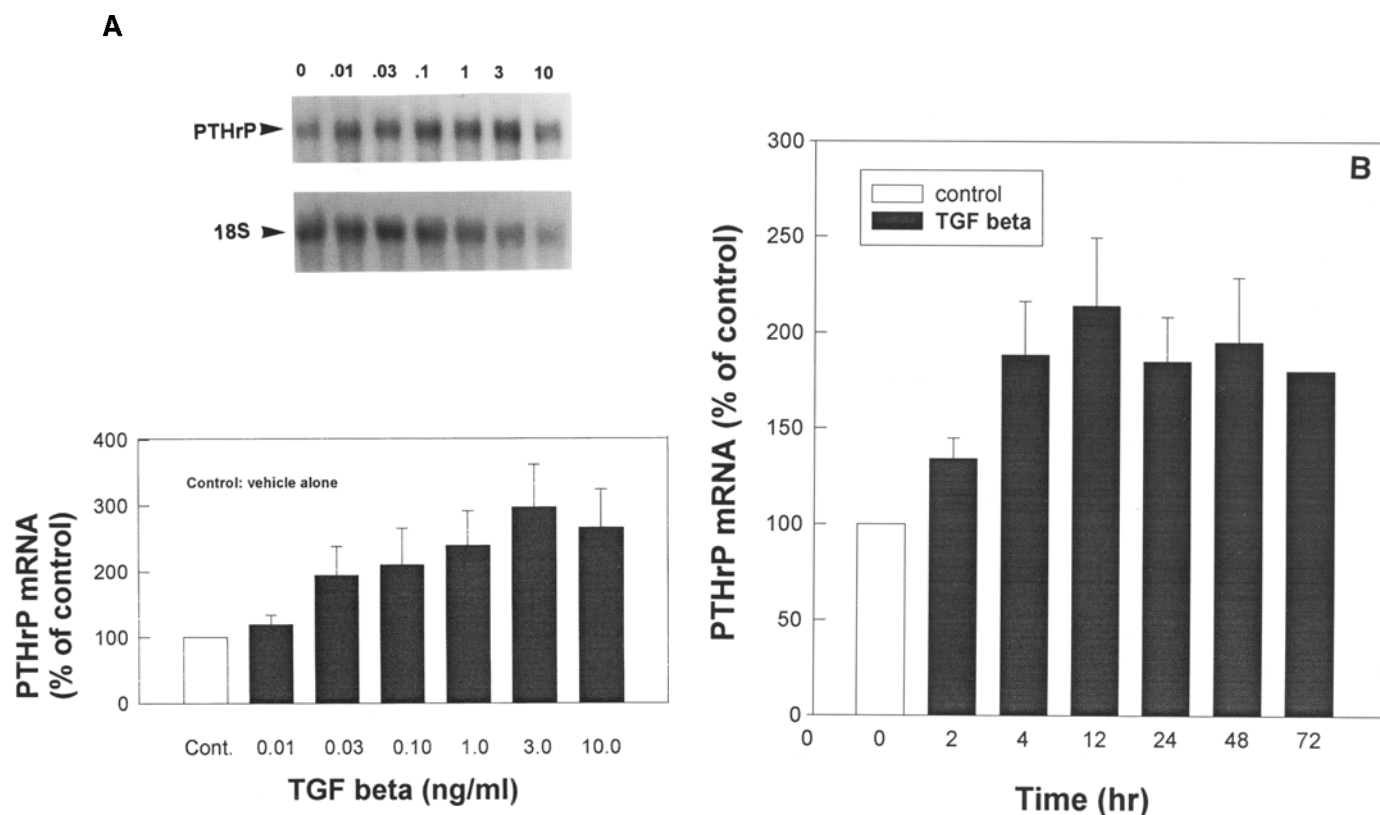 A
0 .01 .03 .1 1 3 10
PTHrP
18S
400
300
200
100
0
Control: vehicle alone
PTHrP mRNA
(% of control)
Cont. 0.01 0.03 0.10 1.0 3.0 10.0
TGF beta (ng/ml)
B
control
TGF beta
300
250
200
150
100
50
0
PTHrP mRNA (% of control)
0 0 2 4 12 24 48 72
Time (hr)